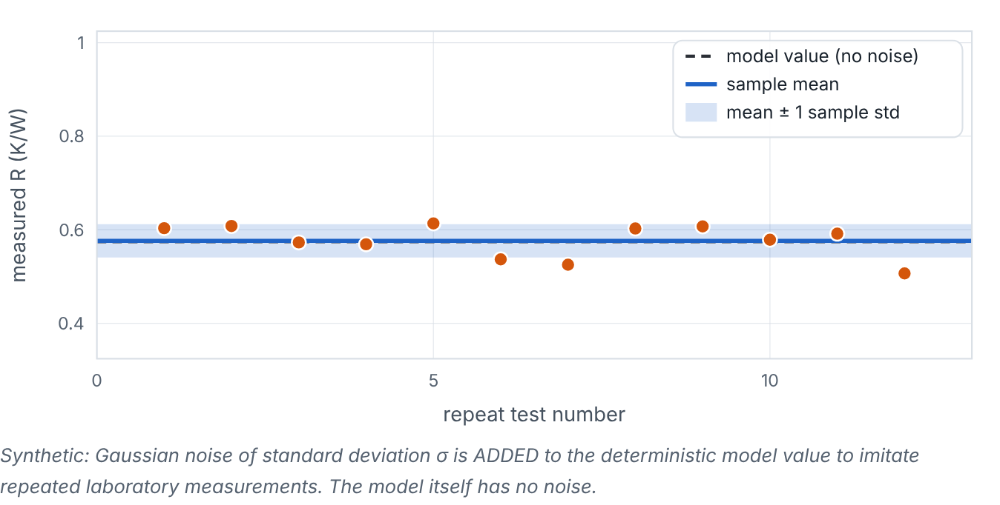 1
0.8
0.6
0.4
measured R (K/W)
model value (no noise)
sample mean
mean ± 1 sample std
0
5
10
repeat test number
Synthetic: Gaussian noise of standard deviation σ is ADDED to the deterministic model value to imitate
repeated laboratory measurements. The model itself has no noise.